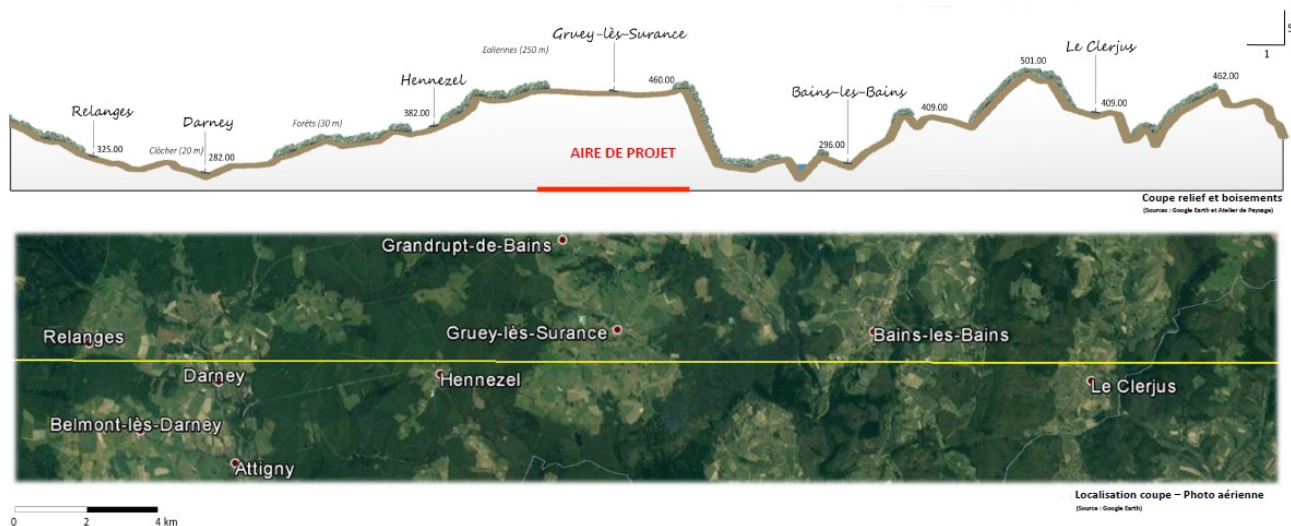 5
1
Gruey-lès-Surance
Eoliennes (250 m)
Le Clerjus
501.00
Hennezel
460.00
462.00
Bains-les-Bains
Relanges
Darney
Forêts (30 m)
382.00
409.00
409.00
325.00
Clôcher (20 m)
282.00
AIRE DE PROJET
296.00
Coupe relief et boisements
(Sources : Google Earth et Atelier de Paysage)
Grandrupt-de-Bains
Relanges
Gruey-lès-Surance
Bains-les-Bains
Darney
Hennezel
Le Clerjus
Belmont-lès-Darney
Attigny
Localisation coupe – Photo aérienne
(Source : Google Earth)
0 2 4 km